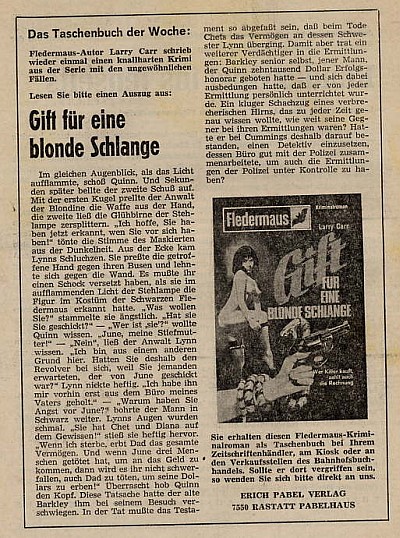 Das Taschenbuch der Woche:
Fledermaus-Autor Larry Carr schrieb
wieder einmal einen knallharten Krimi
aus der Serie mit den ungewöhnlichen
Fällen.
Lesen Sie bitte einen Auszug aus:
Gift für eine
blonde Schlange
Im gleichen Augenblick, als das Licht
aufflammte, schoß Quinn. Und Sekun-
den später bellte der zweite Schuß auf.
Mit der ersten Kugel prellte der Anwalt
der Blondine die Waffe aus der Hand,
die zweite ließ die Glühbirne der Steh-
lampe zersplittern. „Ich hoffe, Sie ha-
ben jetzt erkannt, wen Sie vor sich ha-
ben!" tönte die Stimme des Maskierten
aus der Dunkelheit. Aus der Ecke kam
Lynns Schluchzen. Sie preßte die getrof-
fene Hand gegen ihren Busen und lehn-
te sich gegen die Wand. Es mußte ihr
einen Schock versetzt haben, als sie im
aufflammenden Licht der Stehlampe die
Figur im Kostüm der Schwarzen Fle-
dermaus erkannt hatte. „Was wollen
Sie?" stammelte sie ängstlich. „Hat sie
Sie geschickt?" — „Wer ist ‚sie'?" wollte
Quinn wissen. „June, meine Stiefmut-
ter!" — „Nein", ließ der Anwalt Lynn
wissen. „Ich bin aus einem anderen
Grund hier. Hatten Sie deshalb den
Revolver bei sich, weil Sie jemanden
erwarteten, der von June geschickt
war?" Lynn nickte heftig. „Ich habe ihn
mir vorhin erst aus dem Büro meines
Vaters geholt." — „Warum haben Sie
Angst vor June?" bohrte der Mann in
Schwarz weiter. Lynns Augen wurden
schmal. „Sie hat Chet und Diana auf
dem Gewissen!" stieß sie heftig hervor.
„Wenn ich sterbe, erbt Dad das gesamte
Vermögen. Und wenn June drei Men-
schen getötet hat, um an das Geld zu
kommen, dann wird es ihr nicht schwer-
fallen, auch Dad zu töten, um seine Dol-
lars zu erben!" Überrascht hob Quinn
den Kopf. Diese Tatsache hatte der alte
Barkley ihm bei seinem Besuch ver-
schwiegen. In der Tat mußte das Testa-
ment so abgefaßt sein, daß beim Tode
Chets das Vermögen an dessen Schwe-
ster Lynn überging. Damit aber trat ein
weiterer Verdächtiger in die Ermittlun-
gen: Barkley senior selbst, jener Mann,
der Quinn zehntausend Dollar Erfolgs-
honorar geboten hatte — und sich dabei
ausbedungen hatte, daß er von jeder
Ermittlung persönlich unterrichtet wur-
de. Ein kluger Schachzug eines verbre-
cherischen Hirns, das zu jeder Zeit ge-
nau wissen wollte, wie weit seine Geg-
ner bei ihren Ermittlungen waren? Hat-
te er bei Cummings deshalb darauf be-
standen, einen Detektiv einzusetzen,
dessen Büro gut mit der Polizei zusam-
menarbeitete, um auch die Ermittlun-
gen der Polizei unter Kontrolle zu ha-
ben?
Fledermaus
Kriminalroman
Larry Carr
Gift
FÜR
EINE
BLONDE SCHLANGE
Wer Killer kauft,
zahlt auch
die Rechnung
Sie erhalten diesen Fledermaus-Krimi-
nalroman als Taschenbuch bei Ihrem
Zeitschriftenhändler, am Kiosk oder an
den Verkaufsstellen des Bahnhofsbuch-
handels. Sollte er dort vergriffen sein,
so wenden Sie sich bitte direkt an uns.
ERICH PABEL VERLAG
7550 RASTATT PABELHAUS